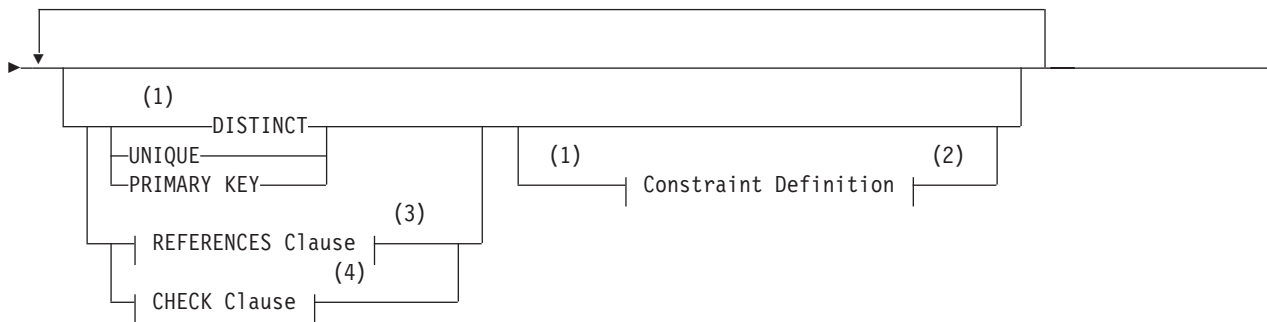 (1)
DISTINCT
UNIQUE
(1) (2)
PRIMARY KEY Constraint Definition
(3)
REFERENCES Clause
(4)
CHECK Clause